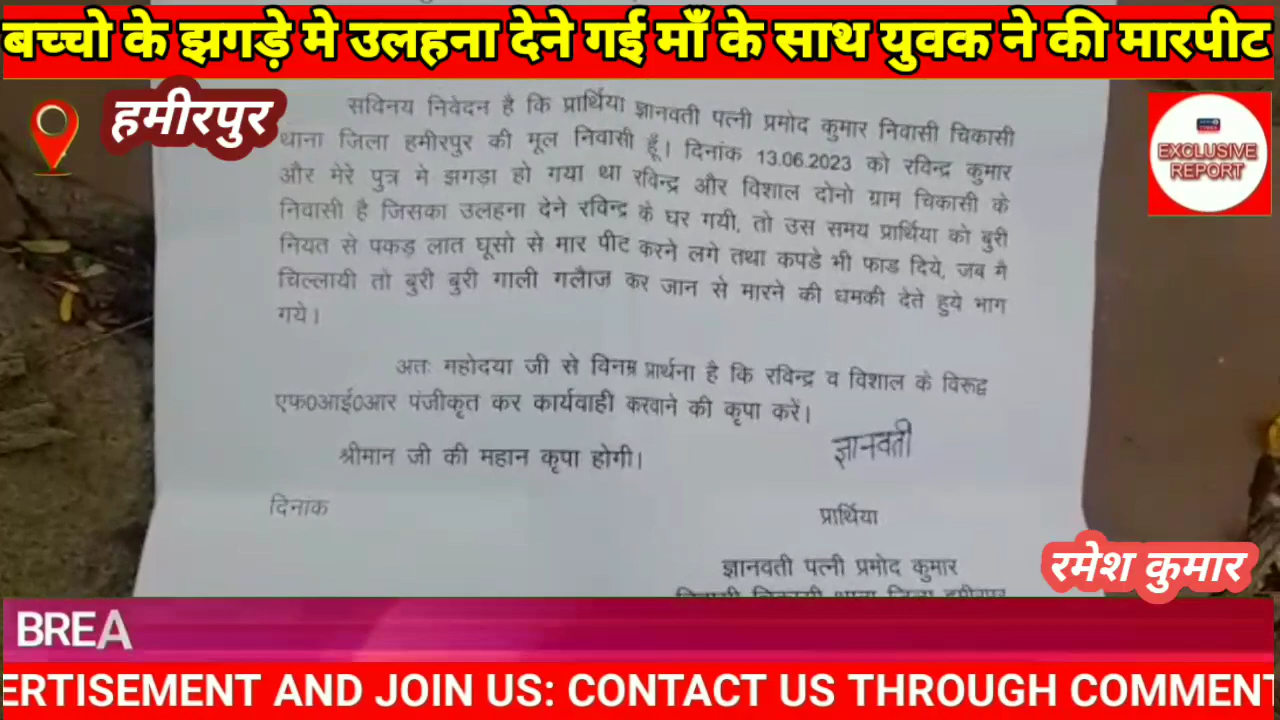 बच्चो के झगड़े मे उलहना देने गई माँ के साथ युवक ने की मारपीट
हमीरपुर
EXCLUSIVE
REPORT
सविनय निवेदन है कि प्रार्थिया ज्ञानवती पत्नी प्रमोद कुमार निवासी चिकासी
थाना जिला हमीरपुर की मूल निवासी हूँ। दिनांक 13.06.2023 को रविन्द्र कुमार
और मेरे पुत्र मे झगड़ा हो गया था रविन्द्र और विशाल दोनो ग्राम चिकासी के
निवासी है जिसका उलहना देने रविन्द्र के घर गयी, तो उस समय प्रार्थिया को बुरी
नियत से पकड़ लात घूसो से मार पीट करने लगे तथा कपडे भी फाड दिये, जब मै
चिल्लायी तो बुरी बुरी गाली गलौज कर जान से मारने की धमकी देते हुये भाग
गये।
अतः महोदया जी से विनम्र प्रार्थना है कि रविन्द्र व विशाल के विरूद्ध
एफ0आई0आर पंजीकृत कर कार्यवाही करवाने की कृपा करें।
श्रीमान जी की महान कृपा होगी।
ज्ञानवती
दिनांक
प्रार्थिया
ज्ञानवती पत्नी प्रमोद कुमार
रमेश कुमार
BREA
ERTISEMENT AND JOIN US: CONTACT US THROUGH COMMENT